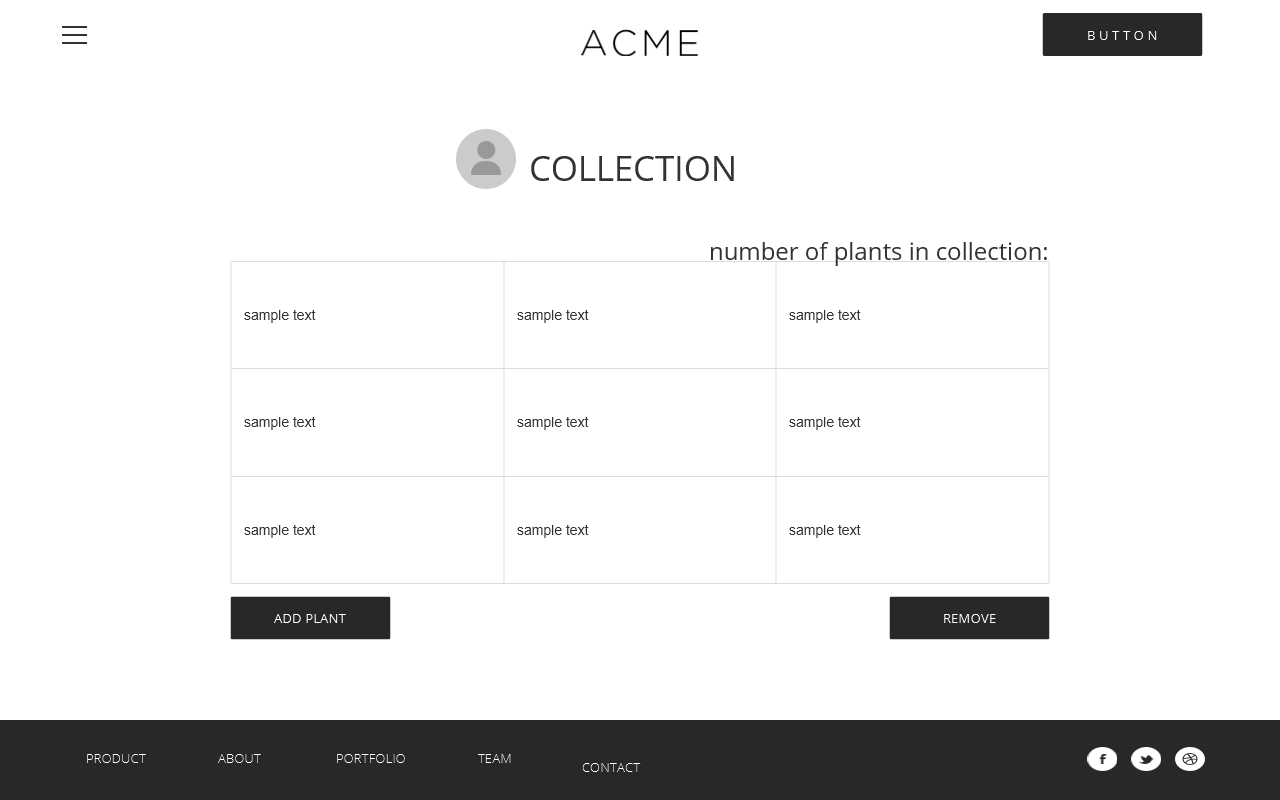 ACME
BUTTON
COLLECTION
number of plants in collection:
sample text sample text sample text
sample text sample text sample text
sample text sample text sample text
ADD PLANT REMOVE
PRODUCT ABOUT PORTFOLIO TEAM CONTACT